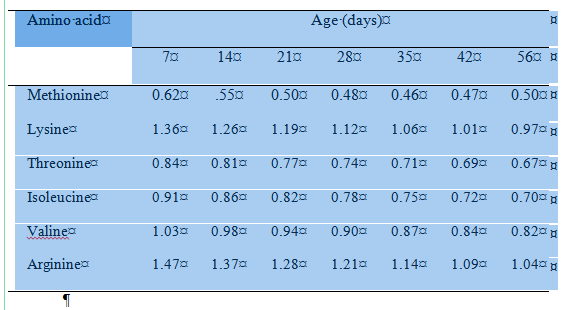 Amino acid¤ Age (days)¤ ¤
7¤ 14¤ 21¤ 28¤ 35¤ 42¤ 56¤ ¤
Methionine¤ 0.62¤ .55¤ 0.50¤ 0.48¤ 0.46¤ 0.47¤ 0.50¤ ¤
Lysine¤ 1.36¤ 1.26¤ 1.19¤ 1.12¤ 1.06¤ 1.01¤ 0.97¤ ¤
Threonine¤ 0.84¤ 0.81¤ 0.77¤ 0.74¤ 0.71¤ 0.69¤ 0.67¤ ¤
Isoleucine¤ 0.91¤ 0.86¤ 0.82¤ 0.78¤ 0.75¤ 0.72¤ 0.70¤ ¤
Valine¤ 1.03¤ 0.98¤ 0.94¤ 0.90¤ 0.87¤ 0.84¤ 0.82¤ ¤
Arginine¤ 1.47¤ 1.37¤ 1.28¤ 1.21¤ 1.14¤ 1.09¤ 1.04¤ ¤
¶